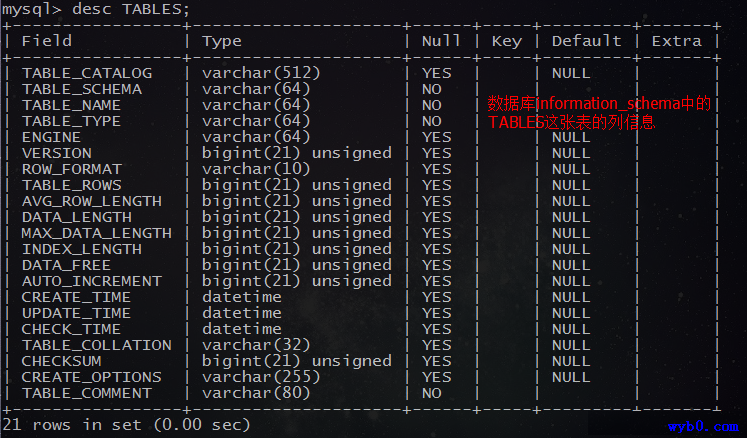 mysql> desc TABLES;
+-----------------+---------------------+------+-----+---------+-------+
| Field | Type | Null | Key | Default | Extra |
+-----------------+---------------------+------+-----+---------+-------+
| TABLE_CATALOG | varchar(512) | YES | | NULL | |
| TABLE_SCHEMA | varchar(64) | NO | | | |
| TABLE_NAME | varchar(64) | NO | | | |
| TABLE_TYPE | varchar(64) | NO | | | |
数据库information_schema中的
TABLES这张表的列信息
| ENGINE | varchar(64) | YES | | NULL | |
| VERSION | bigint(21) unsigned | YES | | NULL | |
| ROW_FORMAT | varchar(10) | YES | | NULL | |
| TABLE_ROWS | bigint(21) unsigned | YES | | NULL | |
| AVG_ROW_LENGTH | bigint(21) unsigned | YES | | NULL | |
| DATA_LENGTH | bigint(21) unsigned | YES | | NULL | |
| MAX_DATA_LENGTH | bigint(21) unsigned | YES | | NULL | |
| INDEX_LENGTH | bigint(21) unsigned | YES | | NULL | |
| DATA_FREE | bigint(21) unsigned | YES | | NULL | |
| AUTO_INCREMENT | bigint(21) unsigned | YES | | NULL | |
| CREATE_TIME | datetime | YES | | NULL | |
| UPDATE_TIME | datetime | YES | | NULL | |
| CHECK_TIME | datetime | YES | | NULL | |
| TABLE_COLLATION | varchar(32) | YES | | NULL | |
| CHECKSUM | bigint(21) unsigned | YES | | NULL | |
| CREATE_OPTIONS | varchar(255) | YES | | NULL | |
| TABLE_COMMENT | varchar(80) | NO | | | |
+-----------------+---------------------+------+-----+---------+-------+
21 rows in set (0.00 sec)
wyb0.com